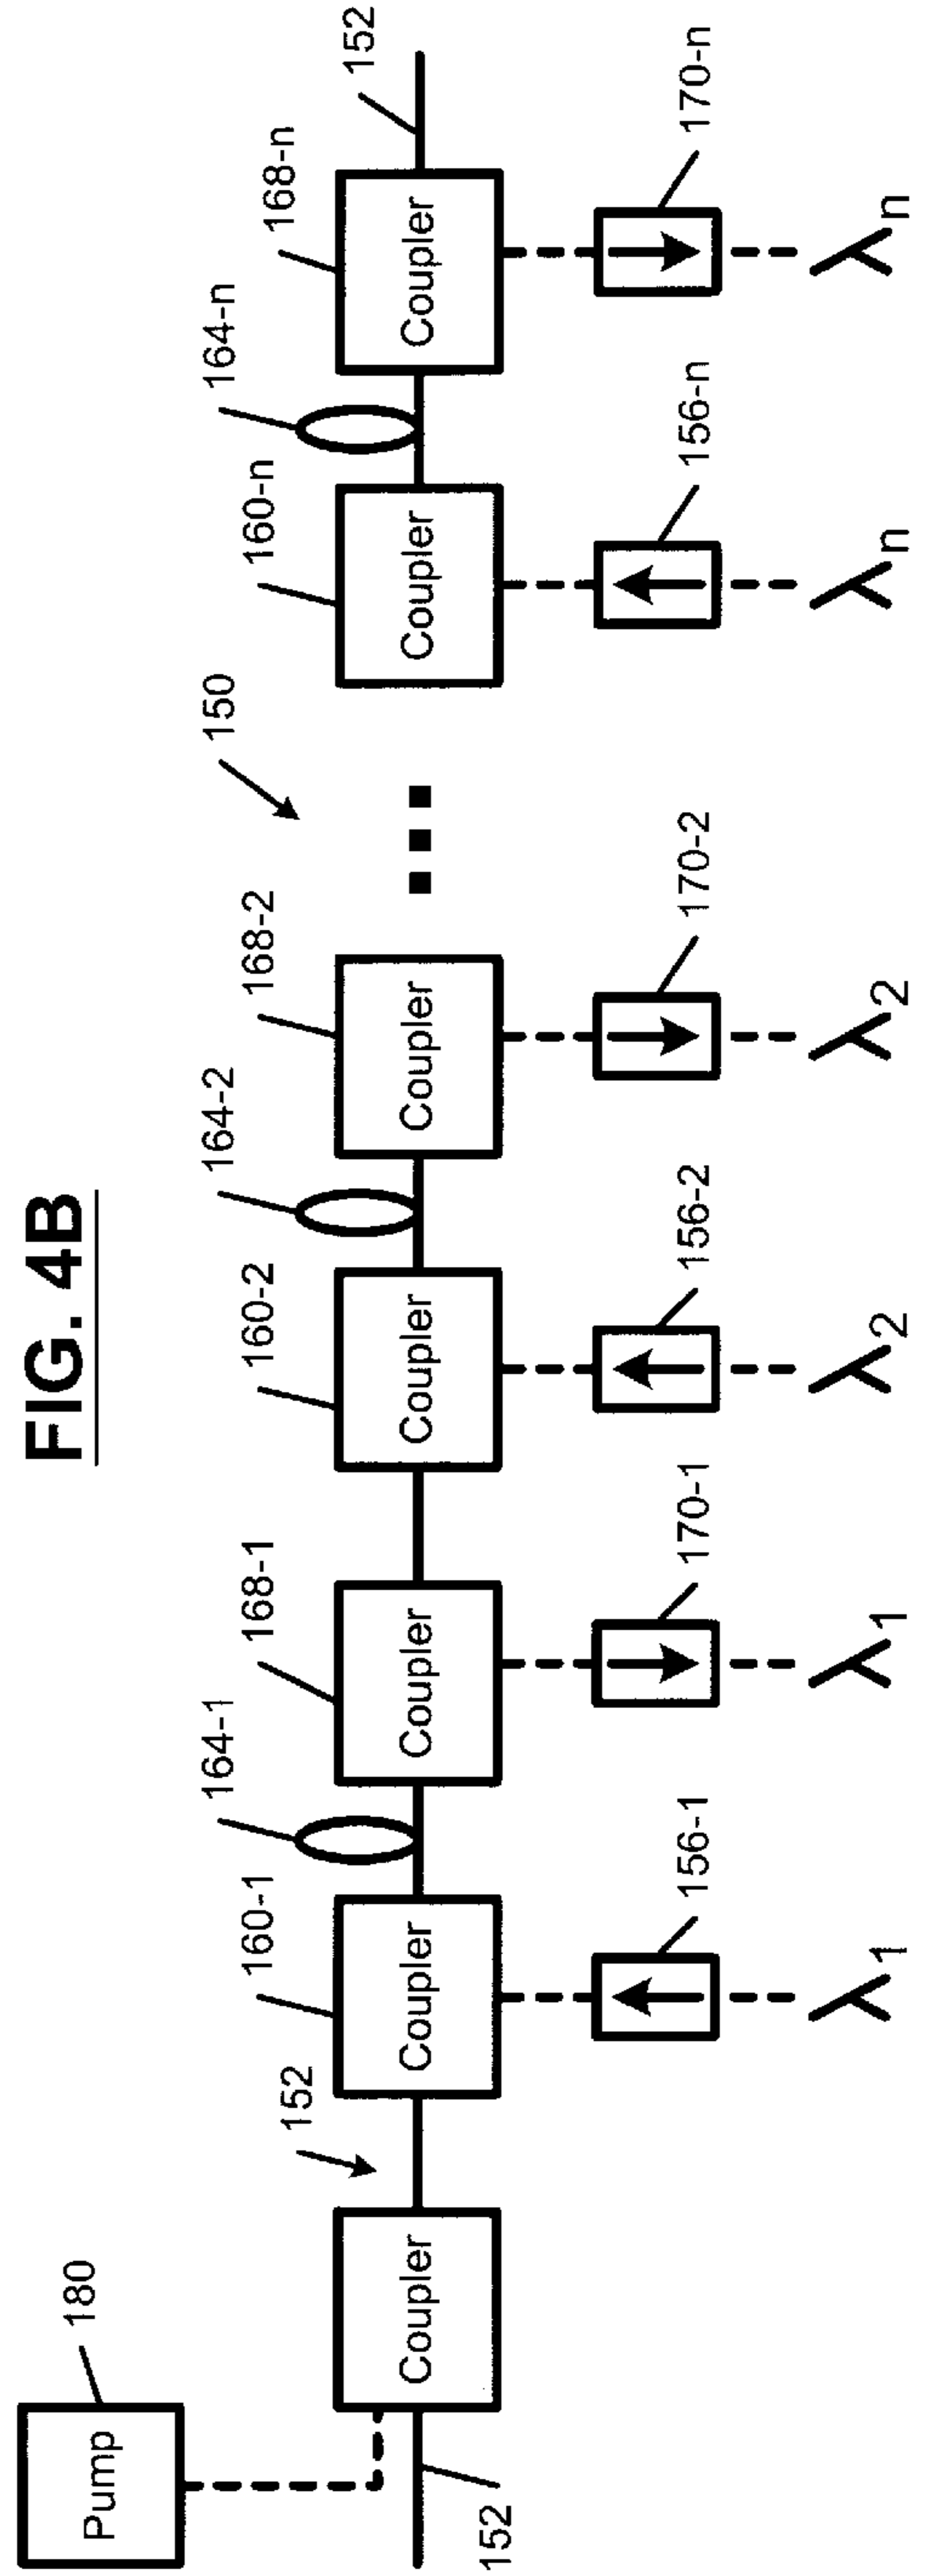 FIG. 4B
Pump
180
152
Coupler
152
160-1
Coupler
164-1
168-1
Coupler
160-2
Coupler
164-2
168-2
Coupler
150
160-n
Coupler
164-n
168-n
Coupler
152
156-1
170-1
156-2
170-2
156-n
170-n
λ1
λ1
λ2
λ2
λn
λn